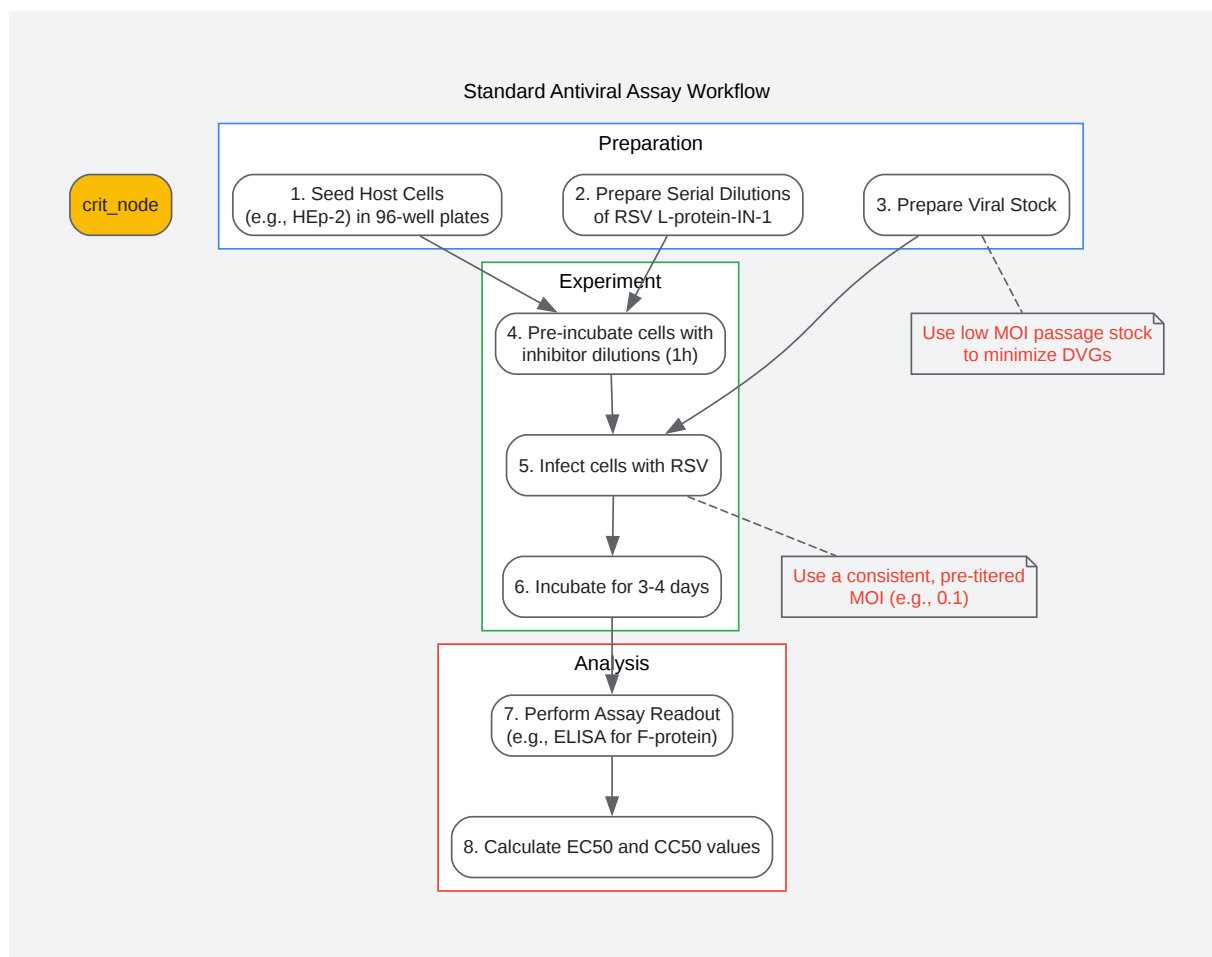 Standard Antiviral Assay Workflow
Preparation
crit_node
1. Seed Host Cells
(e.g., HEp-2) in 96-well plates
2. Prepare Serial Dilutions
of RSV L-protein-IN-1
3. Prepare Viral Stock
Experiment
4. Pre-incubate cells with
inhibitor dilutions (1h)
Use low MOI passage stock
to minimize DVGs
5. Infect cells with RSV
6. Incubate for 3-4 days
Use a consistent, pre-titered
MOI (e.g., 0.1)
Analysis
7. Perform Assay Readout
(e.g., ELISA for F-protein)
8. Calculate EC50 and CC50 values